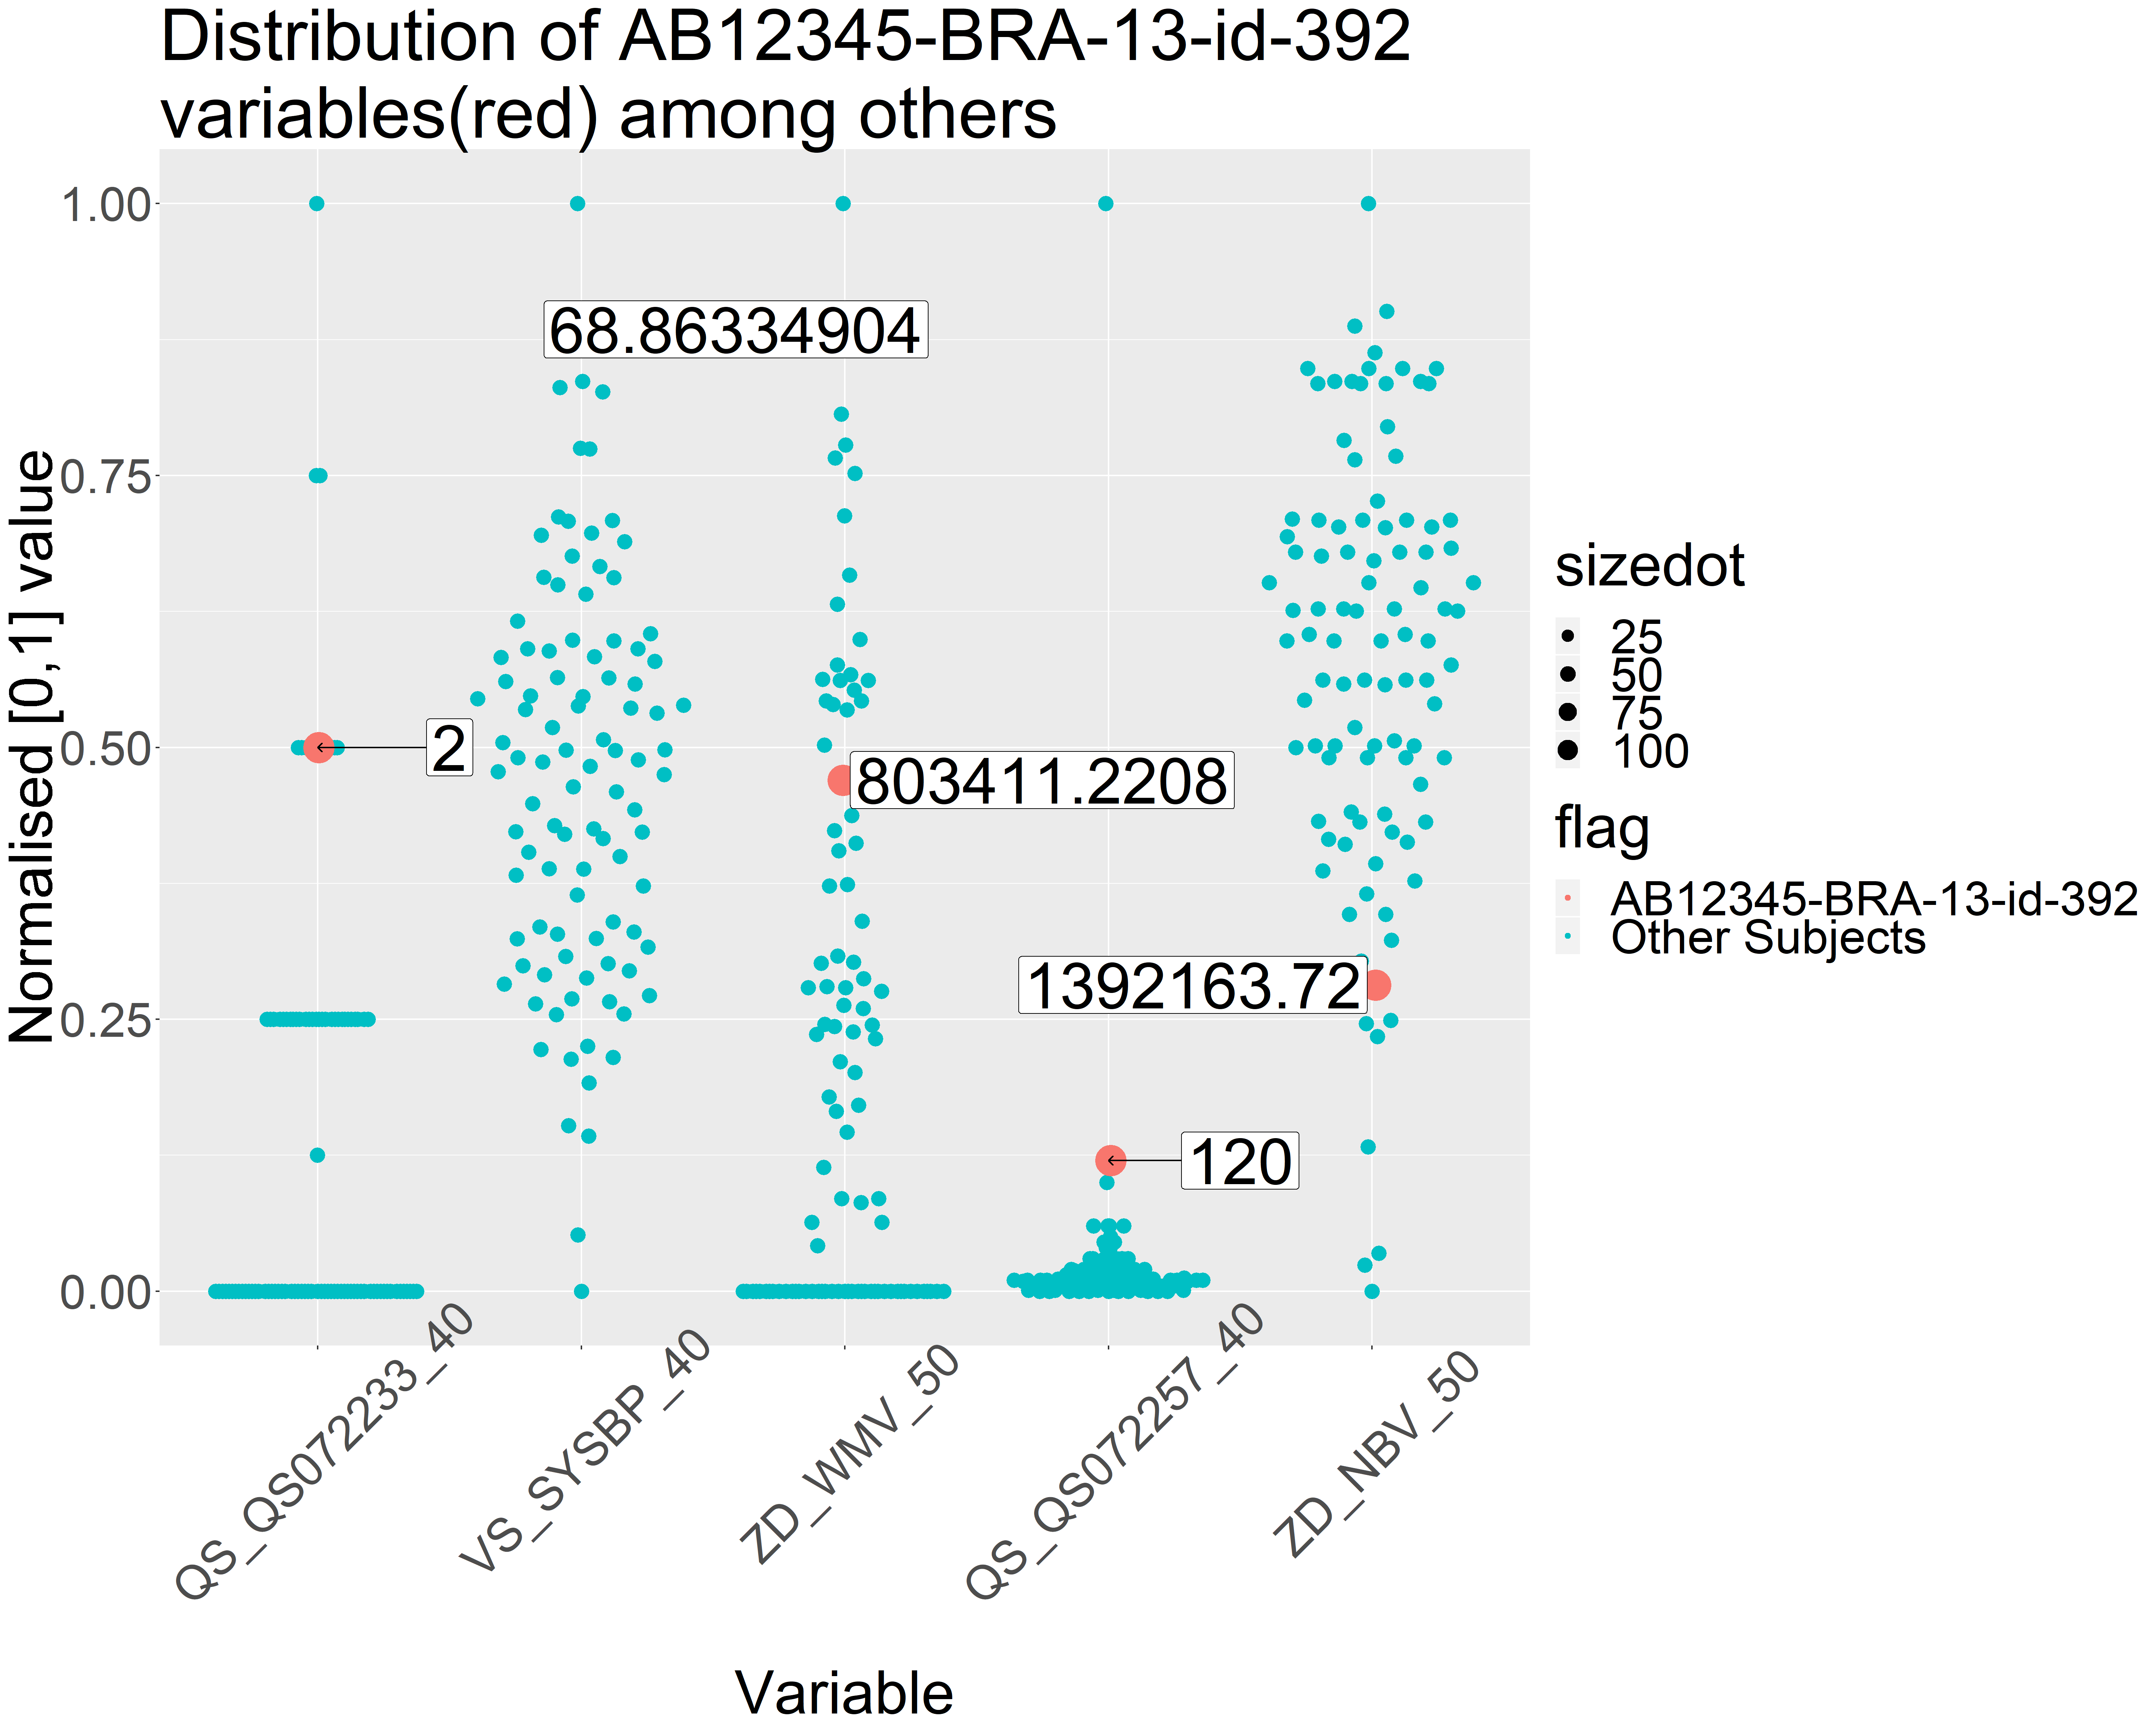 Distribution of AB12345-BRA-13-id-392
variables(red) among others
Normalised [0,1] value
1.00
0.75
0.50
0.25
0.00
68.86334904
2
803411.2208
1392163.72
120
QS_QS072233_40
VS_SYSBP_40
ZD_WMV_50
QS_QS072257_40
ZD_NBV_50
Variable
sizedot
25
50
75
100
flag
AB12345-BRA-13-id-392
Other Subjects